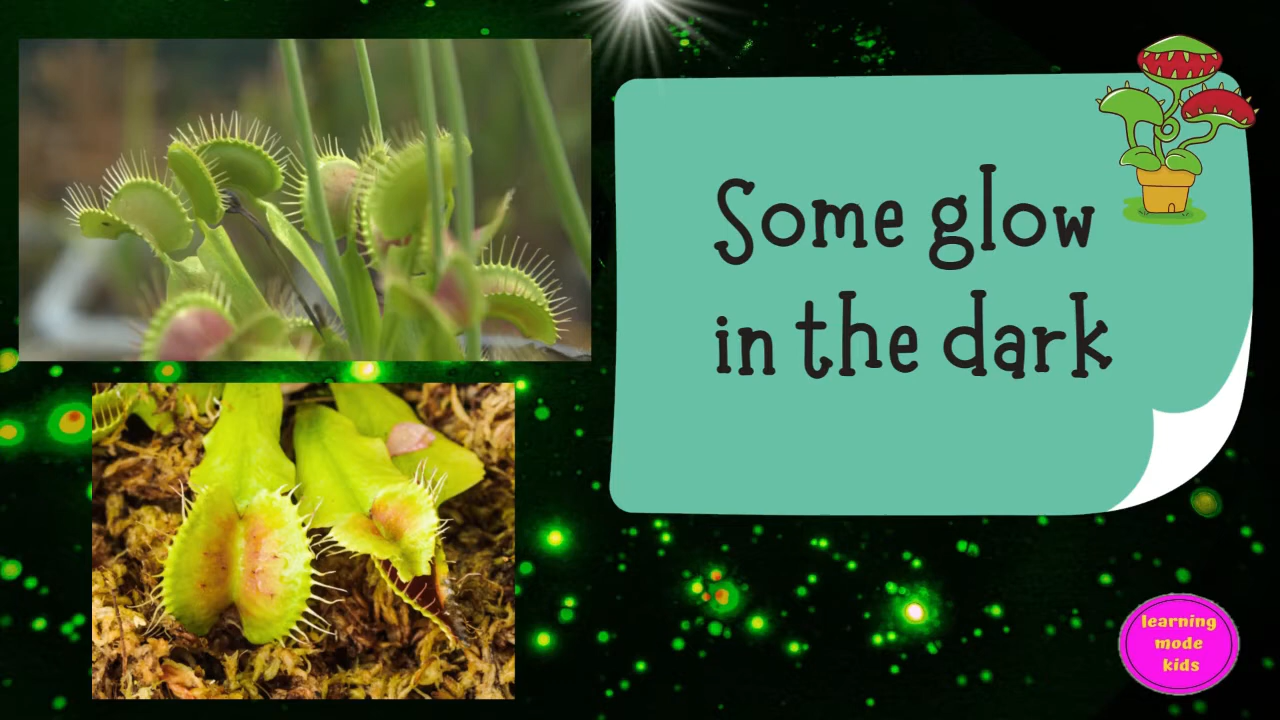 Some glow
in the dark
learning
mode
kids